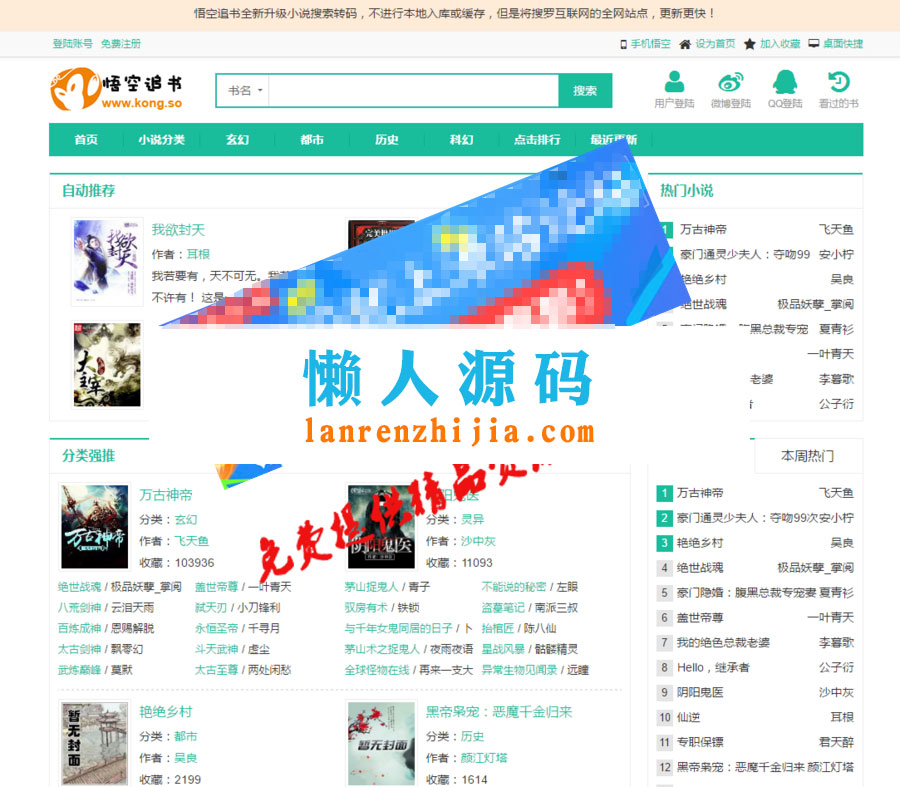 悟空追书全新升级小说搜索转码，不进行本地入库或缓存，但是将搜罗互联网的全网站点，更新更快！
登陆账号 免费注册
手机悟空 设为首页 加入收藏 桌面快捷
悟空追书
www.kong.so
书名 搜索
用户登陆 微博登陆 QQ登陆 看过的书
首页 小说分类 玄幻 都市 历史 科幻 点击排行 最近更新
自动推荐
我欲封天
我欲封天
作者：耳根
我若要有，天不可无。我
不许有！ 这是
大主宰
懒人源码
lanrenzhijia.com
热门小说
1 万古神帝 飞天鱼
豪门通灵少夫人：夺吻99 安小柠
艳绝乡村 吴良
绝世战魂 极品妖孽_掌阅
腹黑总裁专宠 夏青衫
一叶青天
老婆 李暮歌
公子衍
分类强推
免费提供精品资
万古神帝
万古神帝
分类：玄幻
作者：飞天鱼
收藏：103936
阴阳鬼医
鬼医
分类：灵异
作者：沙中灰
收藏：11093
绝世战魂 / 极品妖孽_掌阅 盖世帝尊 / 一叶青天
八荒剑神 / 云泪天雨 弑天刃 / 小刀锋利
百炼成神 / 恩赐解脱 永恒圣帝 / 千寻月
太古剑神 / 飘零幻 斗天武神 / 虚尘
武炼巅峰 / 莫默 太古至尊 / 两处闲愁
茅山捉鬼人 / 青子 不能说的秘密 / 左眼
驭房有术 / 铁锁 盗墓笔记 / 南派三叔
与千年女鬼同居的日子 / 卜 抬棺匠 / 陈八仙
茅山术之捉鬼人 / 夜雨夜语 星战风暴 / 骷髅精灵
全球怪物在线 / 再来一支大 异常生物见闻录 / 远瞳
暂无封面
艳绝乡村
分类：都市
作者：吴良
收藏：2199
暂无封面
黑帝枭宠：恶魔千金归来
分类：历史
作者：颜江灯塔
收藏：1614
本周热门
1 万古神帝 飞天鱼
2 豪门通灵少夫人：夺吻99次 安小柠
3 艳绝乡村 吴良
4 绝世战魂 极品妖孽_掌阅
5 豪门隐婚：腹黑总裁专宠妻 夏青衫
6 盖世帝尊 一叶青天
7 我的绝色总裁老婆 李暮歌
8 Hello，继承者 公子衍
9 阴阳鬼医 沙中灰
10 仙逆 耳根
11 专职保镖 君天醉
12 黑帝枭宠：恶魔千金归来 颜江灯塔